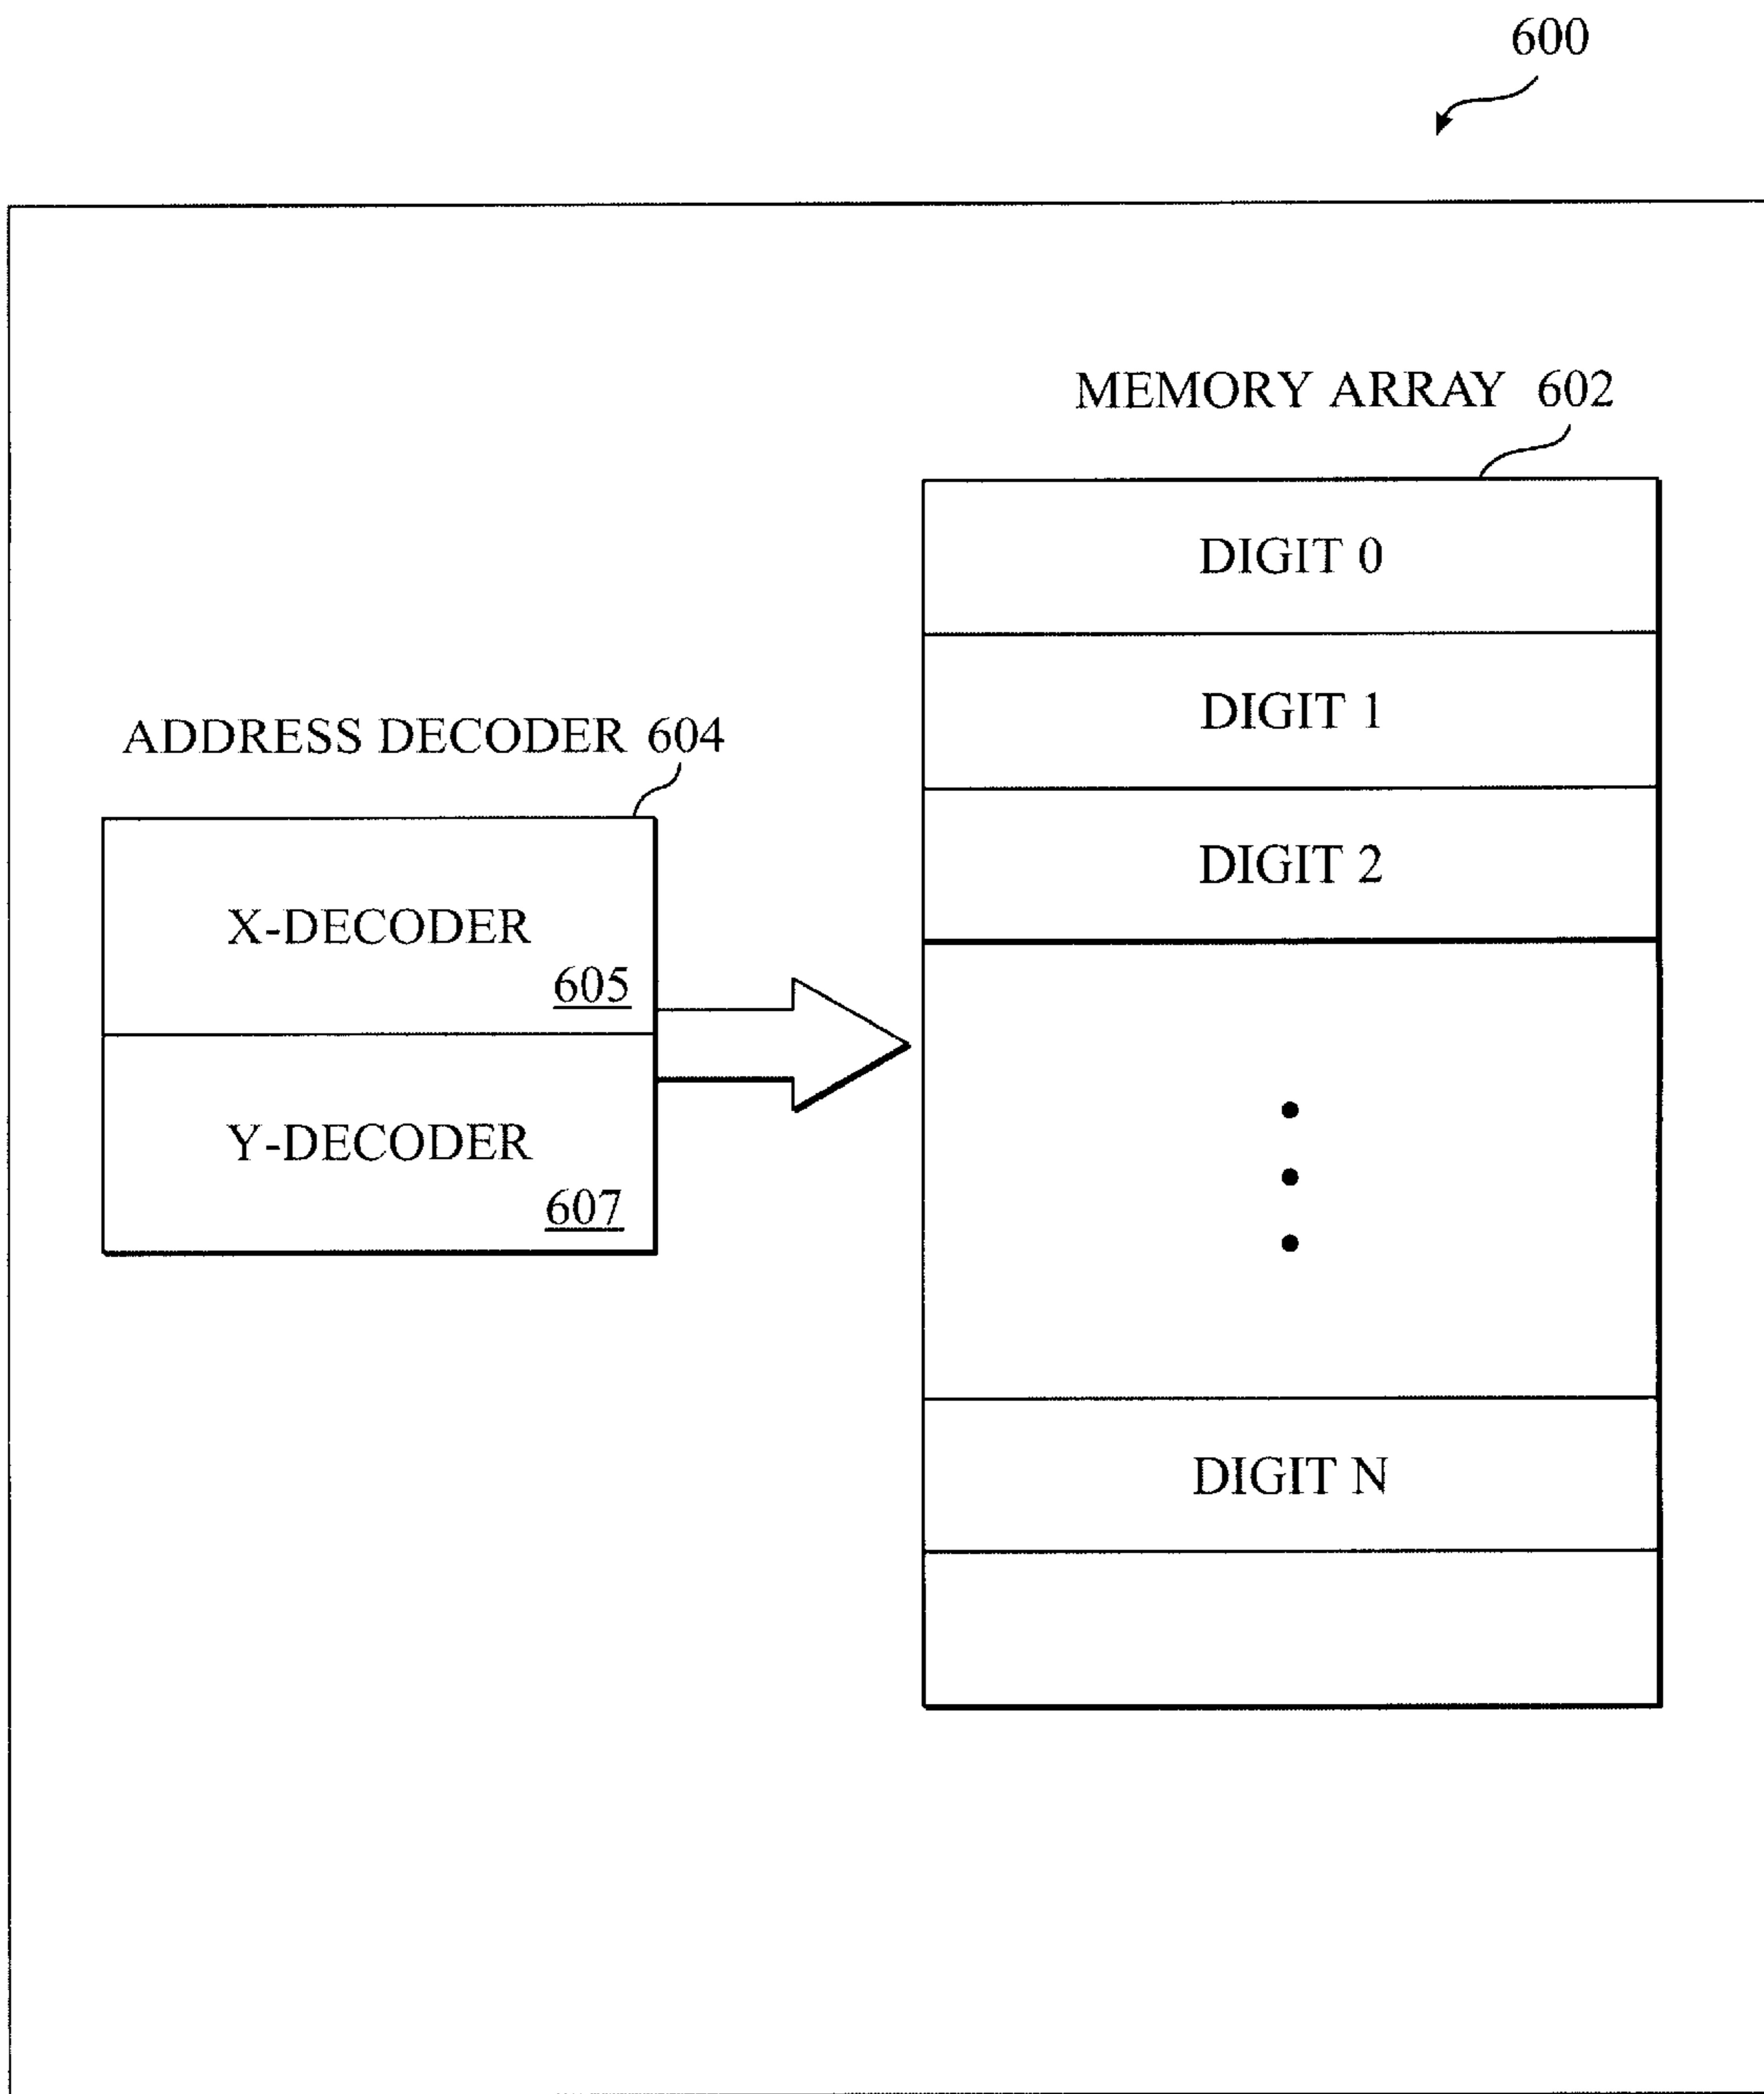 600
MEMORY ARRAY 602
DIGIT 0
DIGIT 1
DIGIT 2
ADDRESS DECODER 604
X-DECODER
605
Y-DECODER
607
DIGIT N